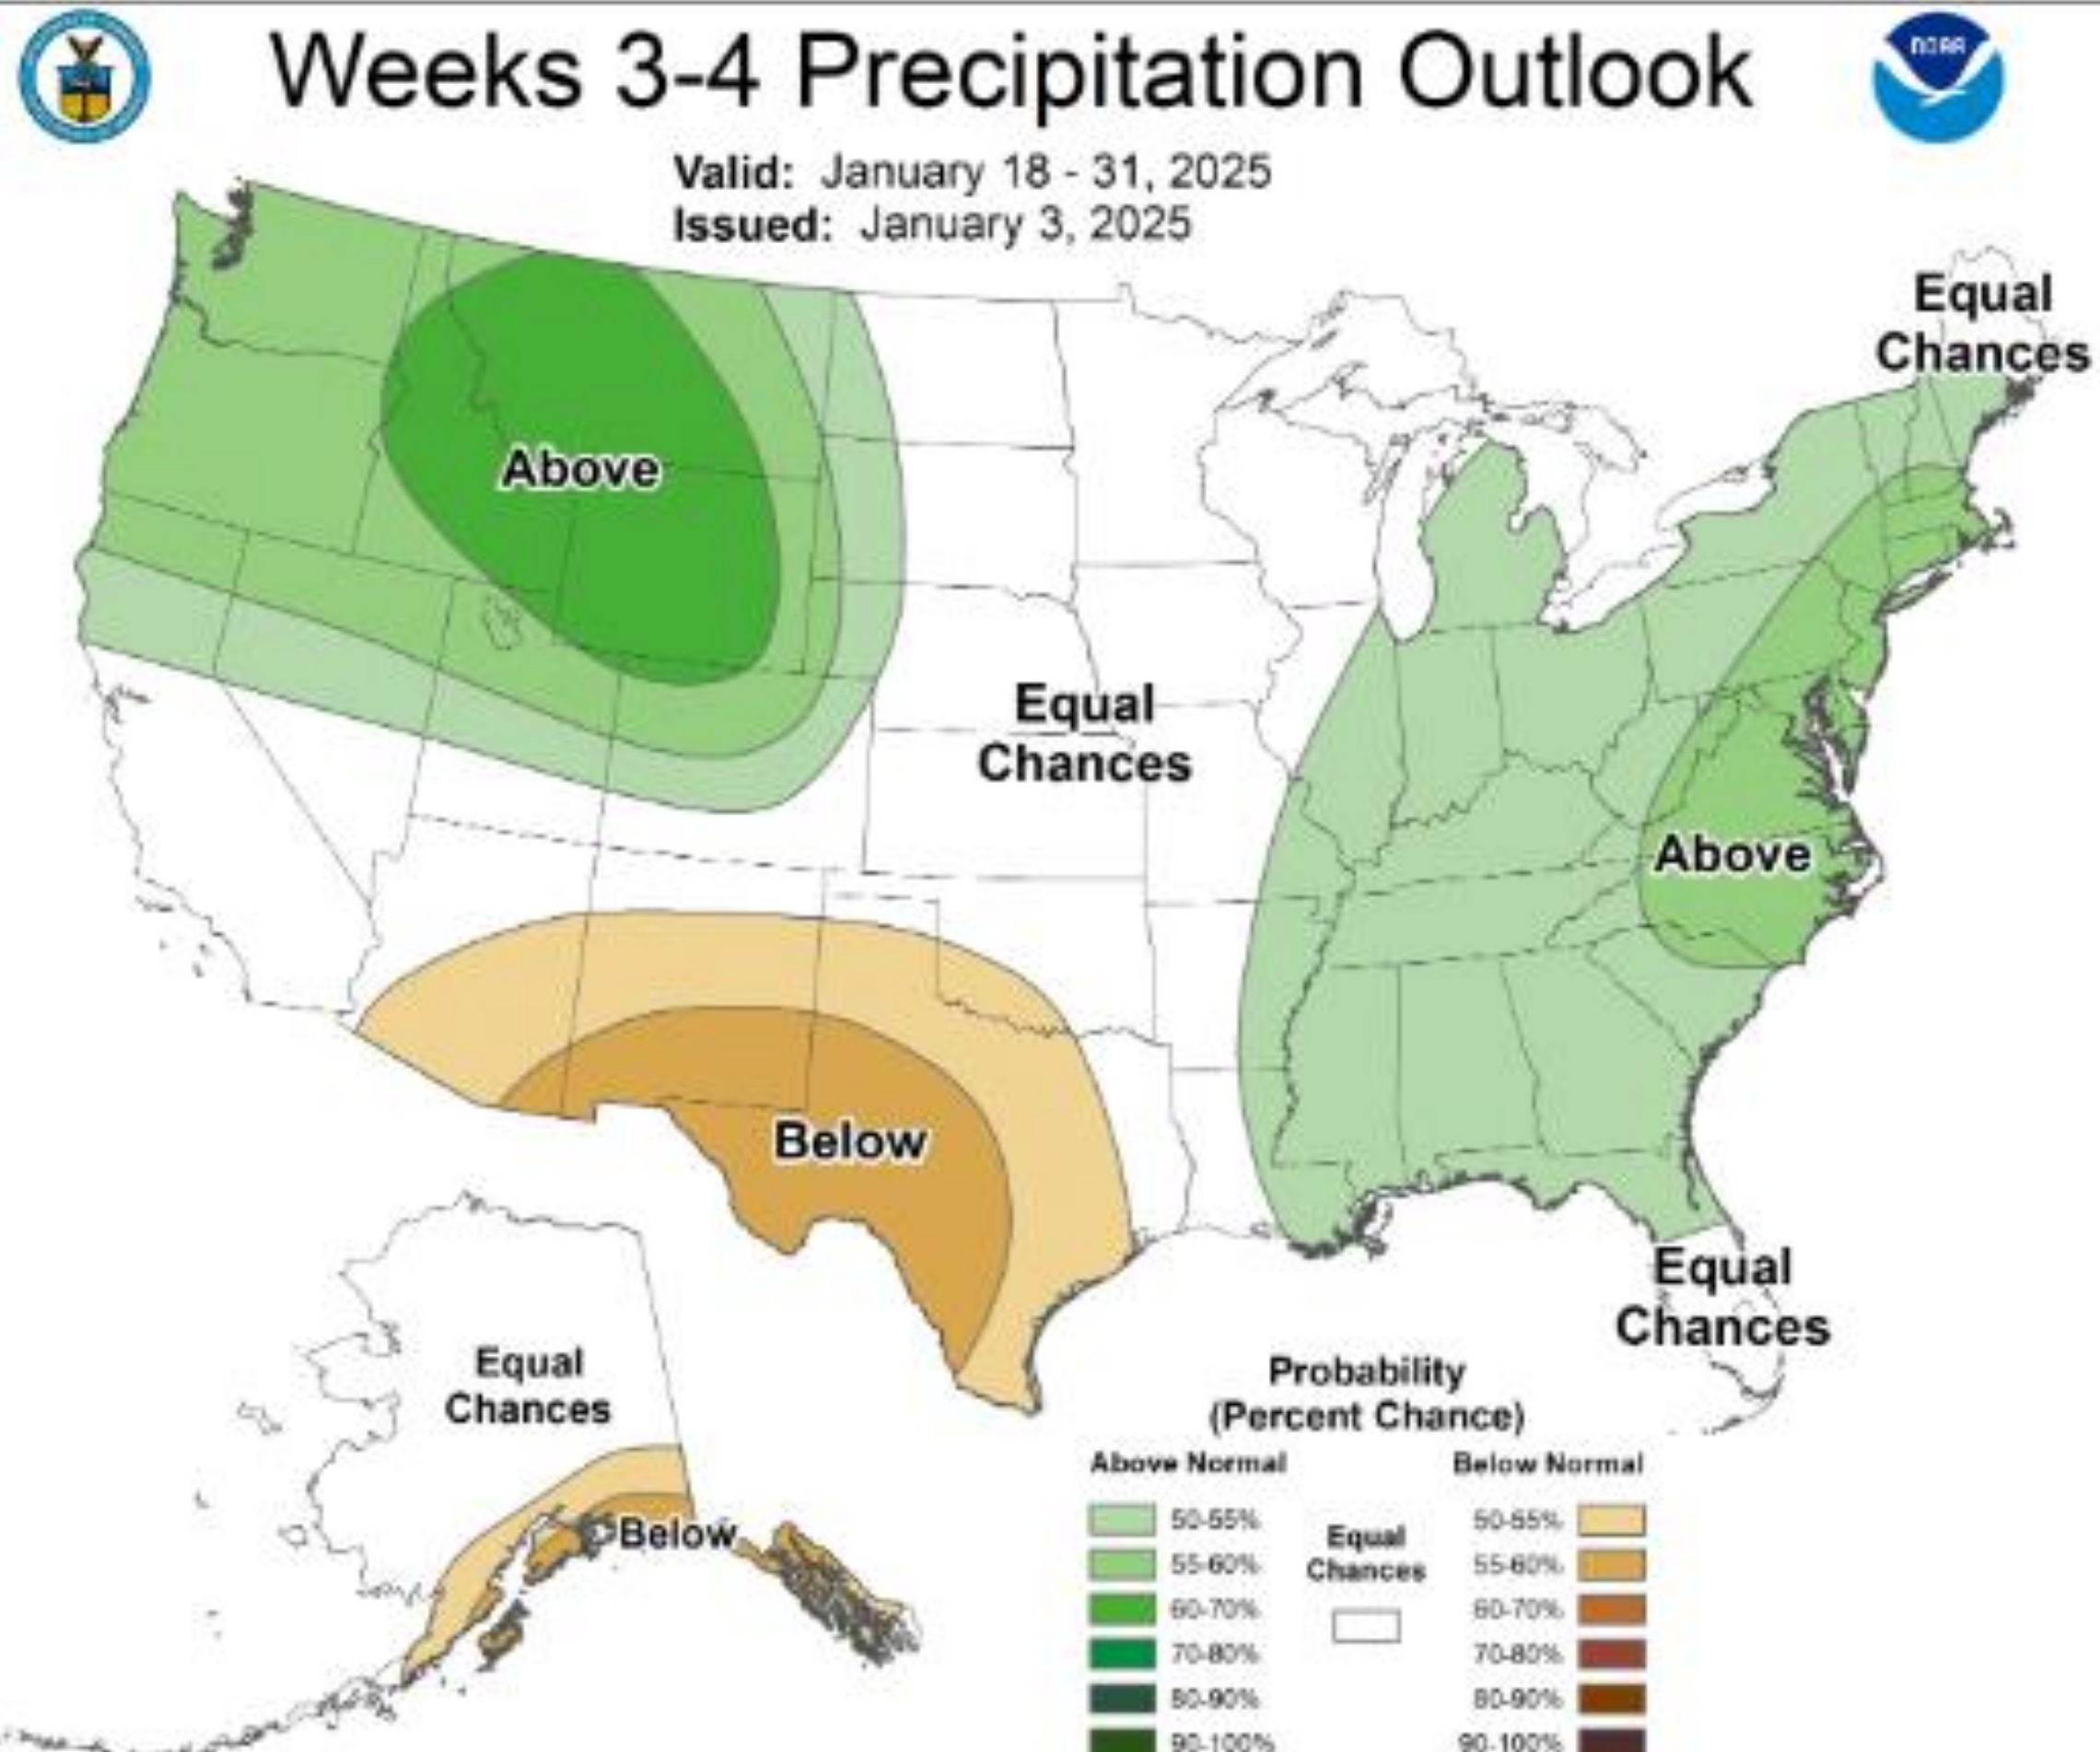 Weeks 3-4 Precipitation Outlook
NOAA
Valid: January 18 - 31, 2025
Issued: January 3, 2025
Equal
Chances
Above
Equal
Chances
Above
Below
Equal
Chances
Equal
Chances
Below
Probability
(Percent Chance)
Above Normal
Below Normal
50-55%
55-60%
60-70%
70-80%
80-90%
90-100%
Equal
Chances
50-55%
55-60%
60-70%
70-80%
80-90%
90-100%